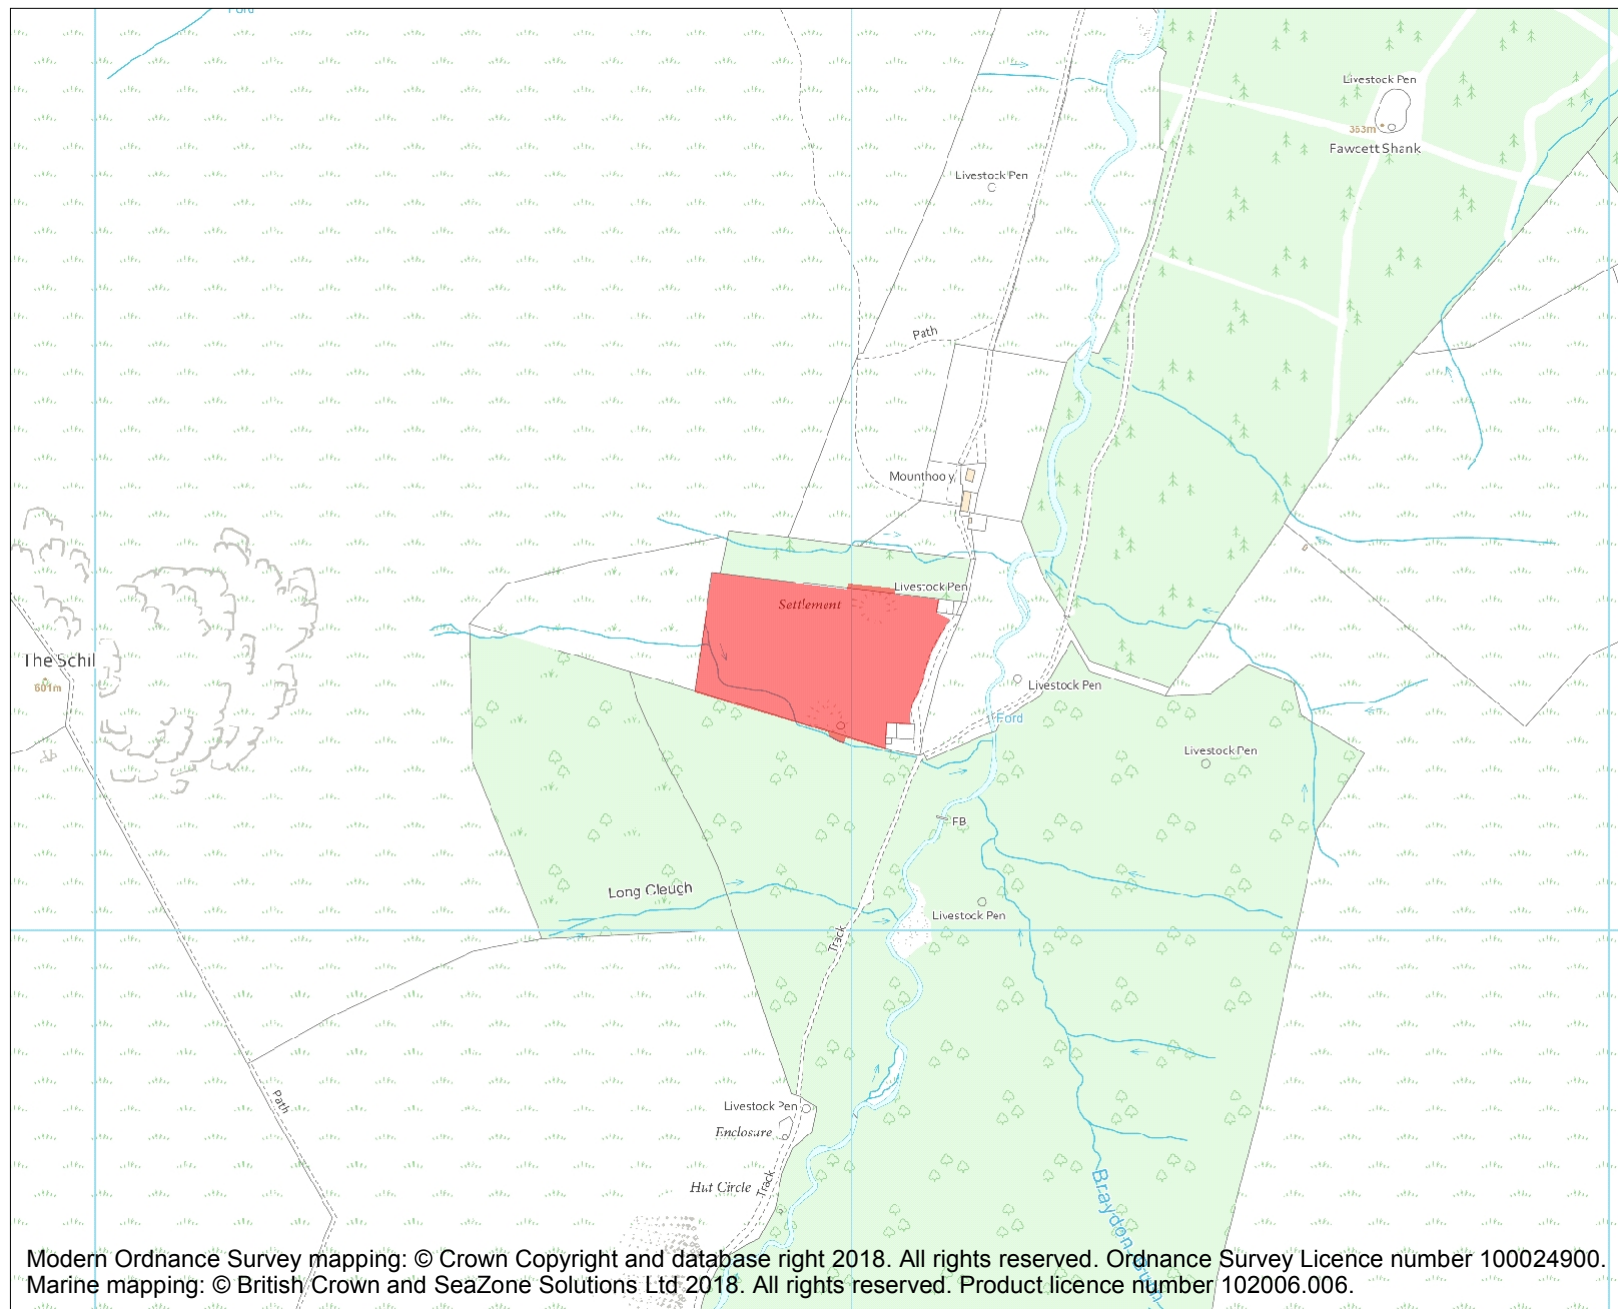 Ford
Livestock Pen
353m
Fawcett Shank
Livestock Pen
Path
Mounthooly
Livestock Pen
Settlement
The Schil
601m
Livestock Pen
Ford
Livestock Pen
FB
Long Cleugh
Livestock Pen
Track
Path
Livestock Pen
Enclosure
Hut Circle
Track
Braydon Burn
Modern Ordnance Survey mapping: © Crown Copyright and database right 2018. All rights reserved. Ordnance Survey Licence number 100024900.
Marine mapping: © British Crown and SeaZone Solutions Ltd 2018. All rights reserved. Product licence number 102006.006.